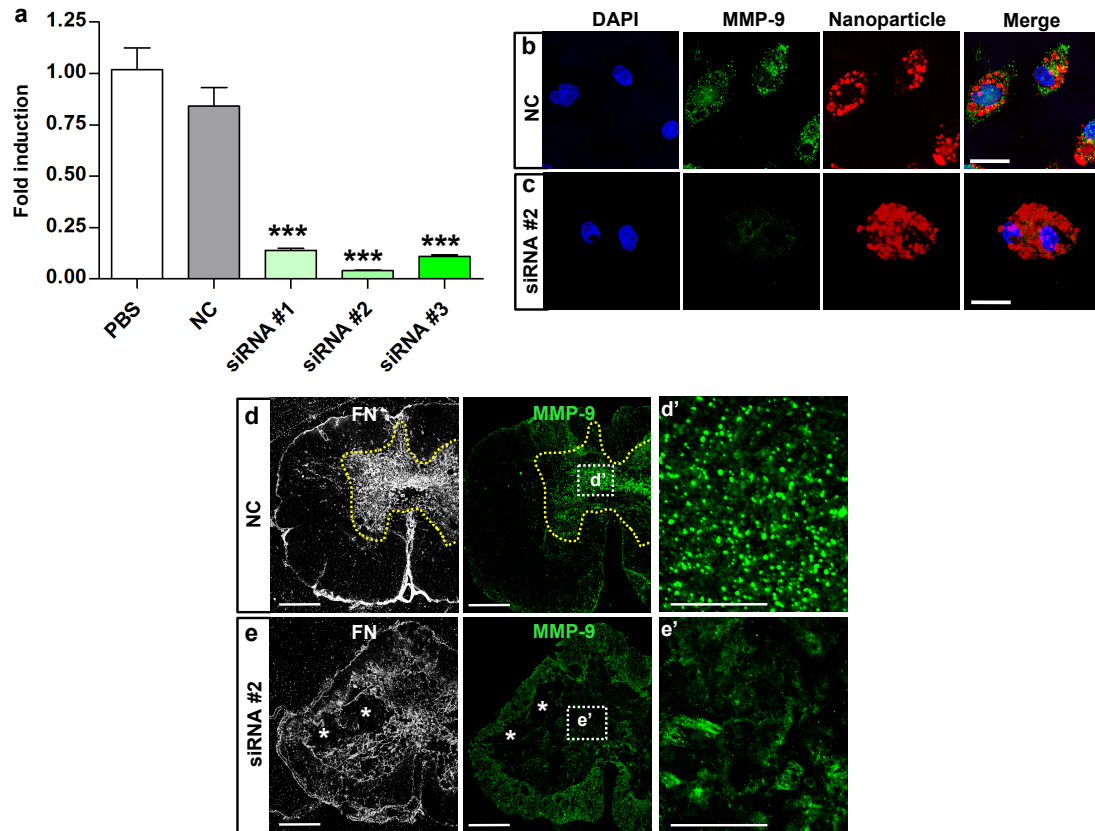 a
Fold induction
1.25
1.00
0.75
0.50
0.25
0.00
***
***
***
PBS
NC
siRNA #1
siRNA #2
siRNA #3
DAPI
MMP-9
Nanoparticle
Merge
b
NC
c
siRNA #2
d
NC
FN
MMP-9
d'
d’
e
siRNA #2
FN
*
*
MMP-9
*
*
e’
e’